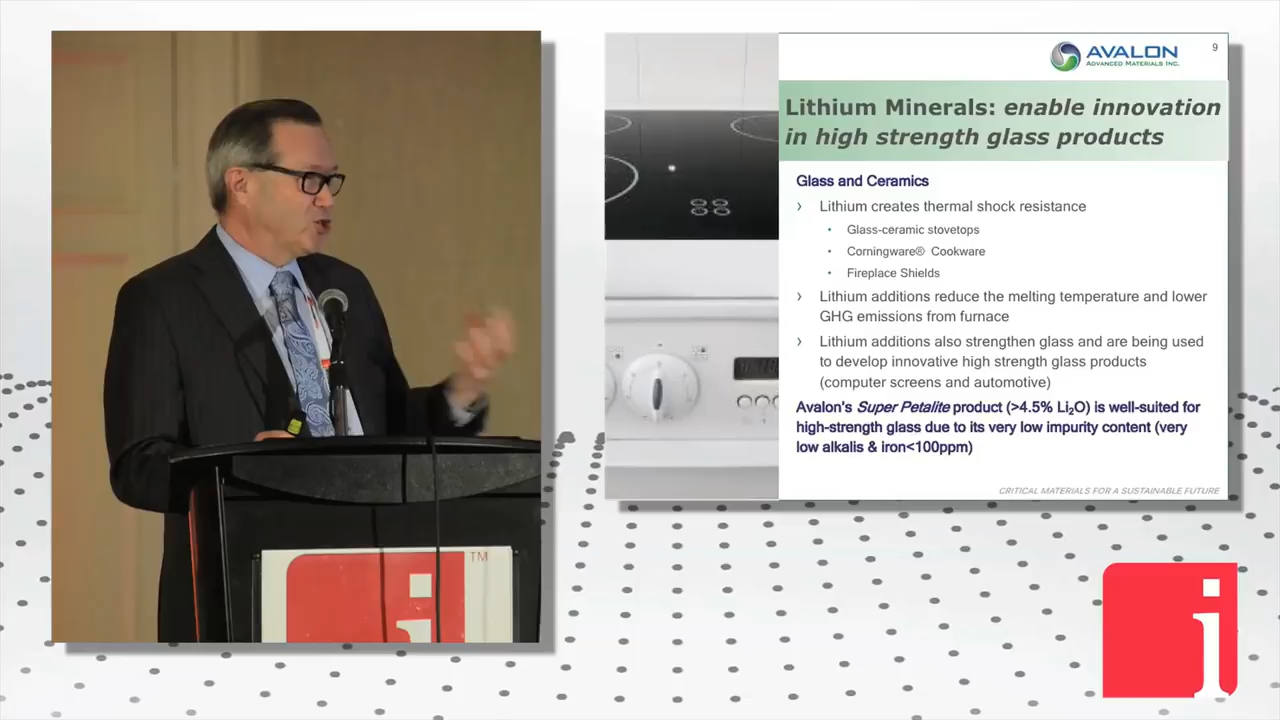 AVALON
ADVANCED MATERIALS INC.
9
Lithium Minerals: enable innovation
in high strength glass products
Glass and Ceramics
› Lithium creates thermal shock resistance
• Glass-ceramic stovetops
• Corningware® Cookware
• Fireplace Shields
› Lithium additions reduce the melting temperature and lower
GHG emissions from furnace
› Lithium additions also strengthen glass and are being used
to develop innovative high strength glass products
(computer screens and automotive)
Avalon's Super Petalite product (>4.5% Li₂O) is well-suited for
high-strength glass due to its very low impurity content (very
low alkalis & iron<100ppm)
CRITICAL MATERIALS FOR A SUSTAINABLE FUTURE
i
TM
i